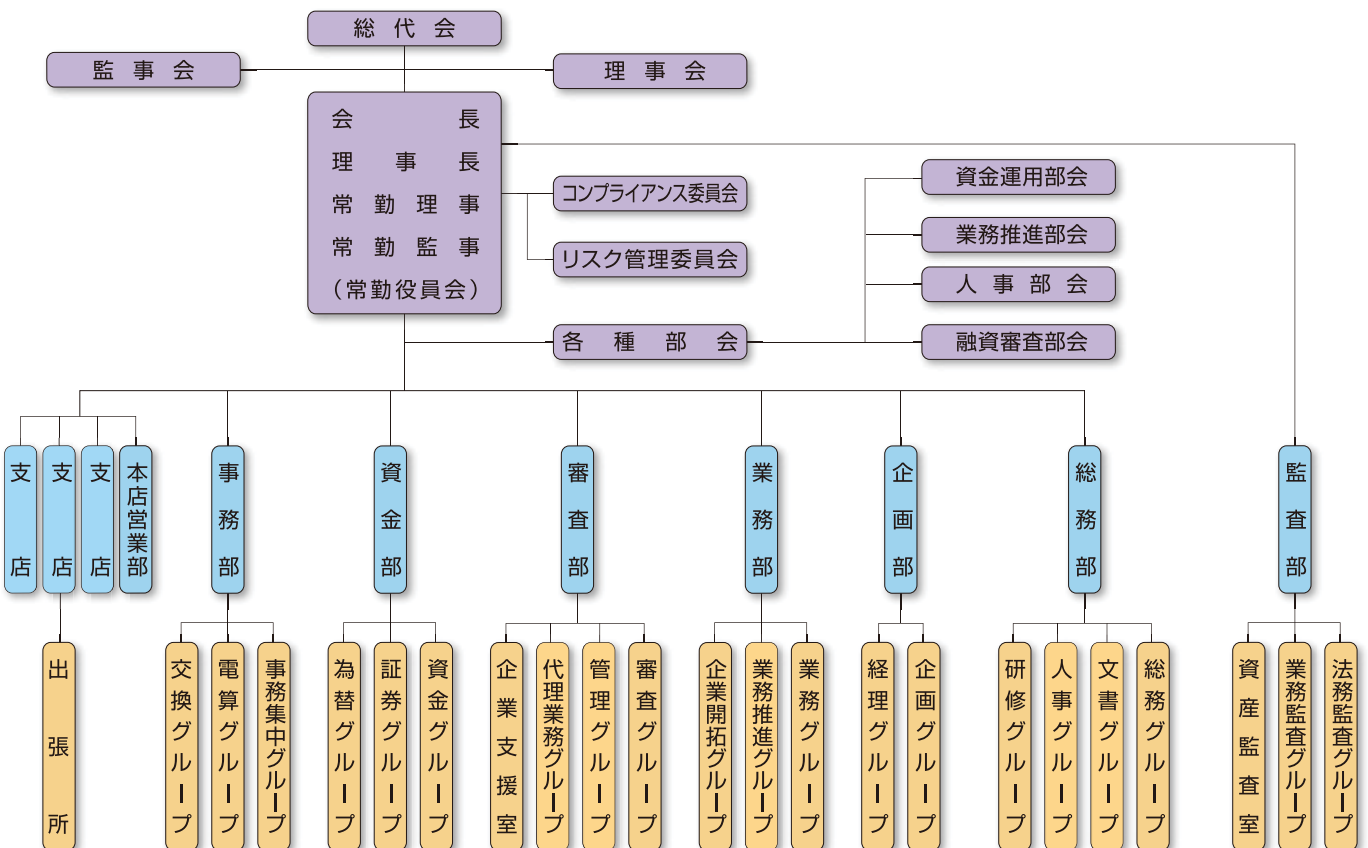 総代会
監事会
理事会
会長
理事長
常勤理事
常勤監事
（常勤役員会）
コンプライアンス委員会
リスク管理委員会
各種部会
資金運用部会
業務推進部会
人事部会
融資審査部会
支店
支店
支店
本店営業部
事務部
資金部
審査部
業務部
企画部
総務部
監査部
出張所
交換グループ
電算グループ
事務集中グループ
為替グループ
証券グループ
資金グループ
企業支援室
代理業務グループ
管理グループ
審査グループ
企業開拓グループ
業務推進グループ
業務グループ
経理グループ
企画グループ
研修グループ
人事グループ
文書グループ
総務グループ
資産監査室
業務監査グループ
法務監査グループ